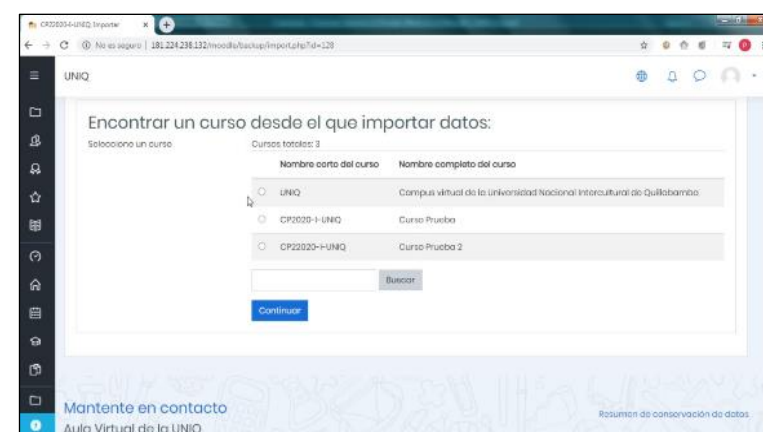 CP22020-I-UNIQ: Importar
No es seguro | 181.224.238.132/moodle/backup/import.php?id=128
UNIQ
Encontrar un curso desde el que importar datos:
Seleccione un curso
Cursos totales: 3
Nombre corto del curso Nombre completo del curso
UNIQ Campus virtual de la Universidad Nacional Intercultural de Quillabamba
CP2020-I-UNIQ Curso Prueba
CP22020-I-UNIQ Curso Prueba 2
Buscar
Continuar
Mantente en contacto
Resumen de conservación de datos
Aula Virtual de la UNIQ